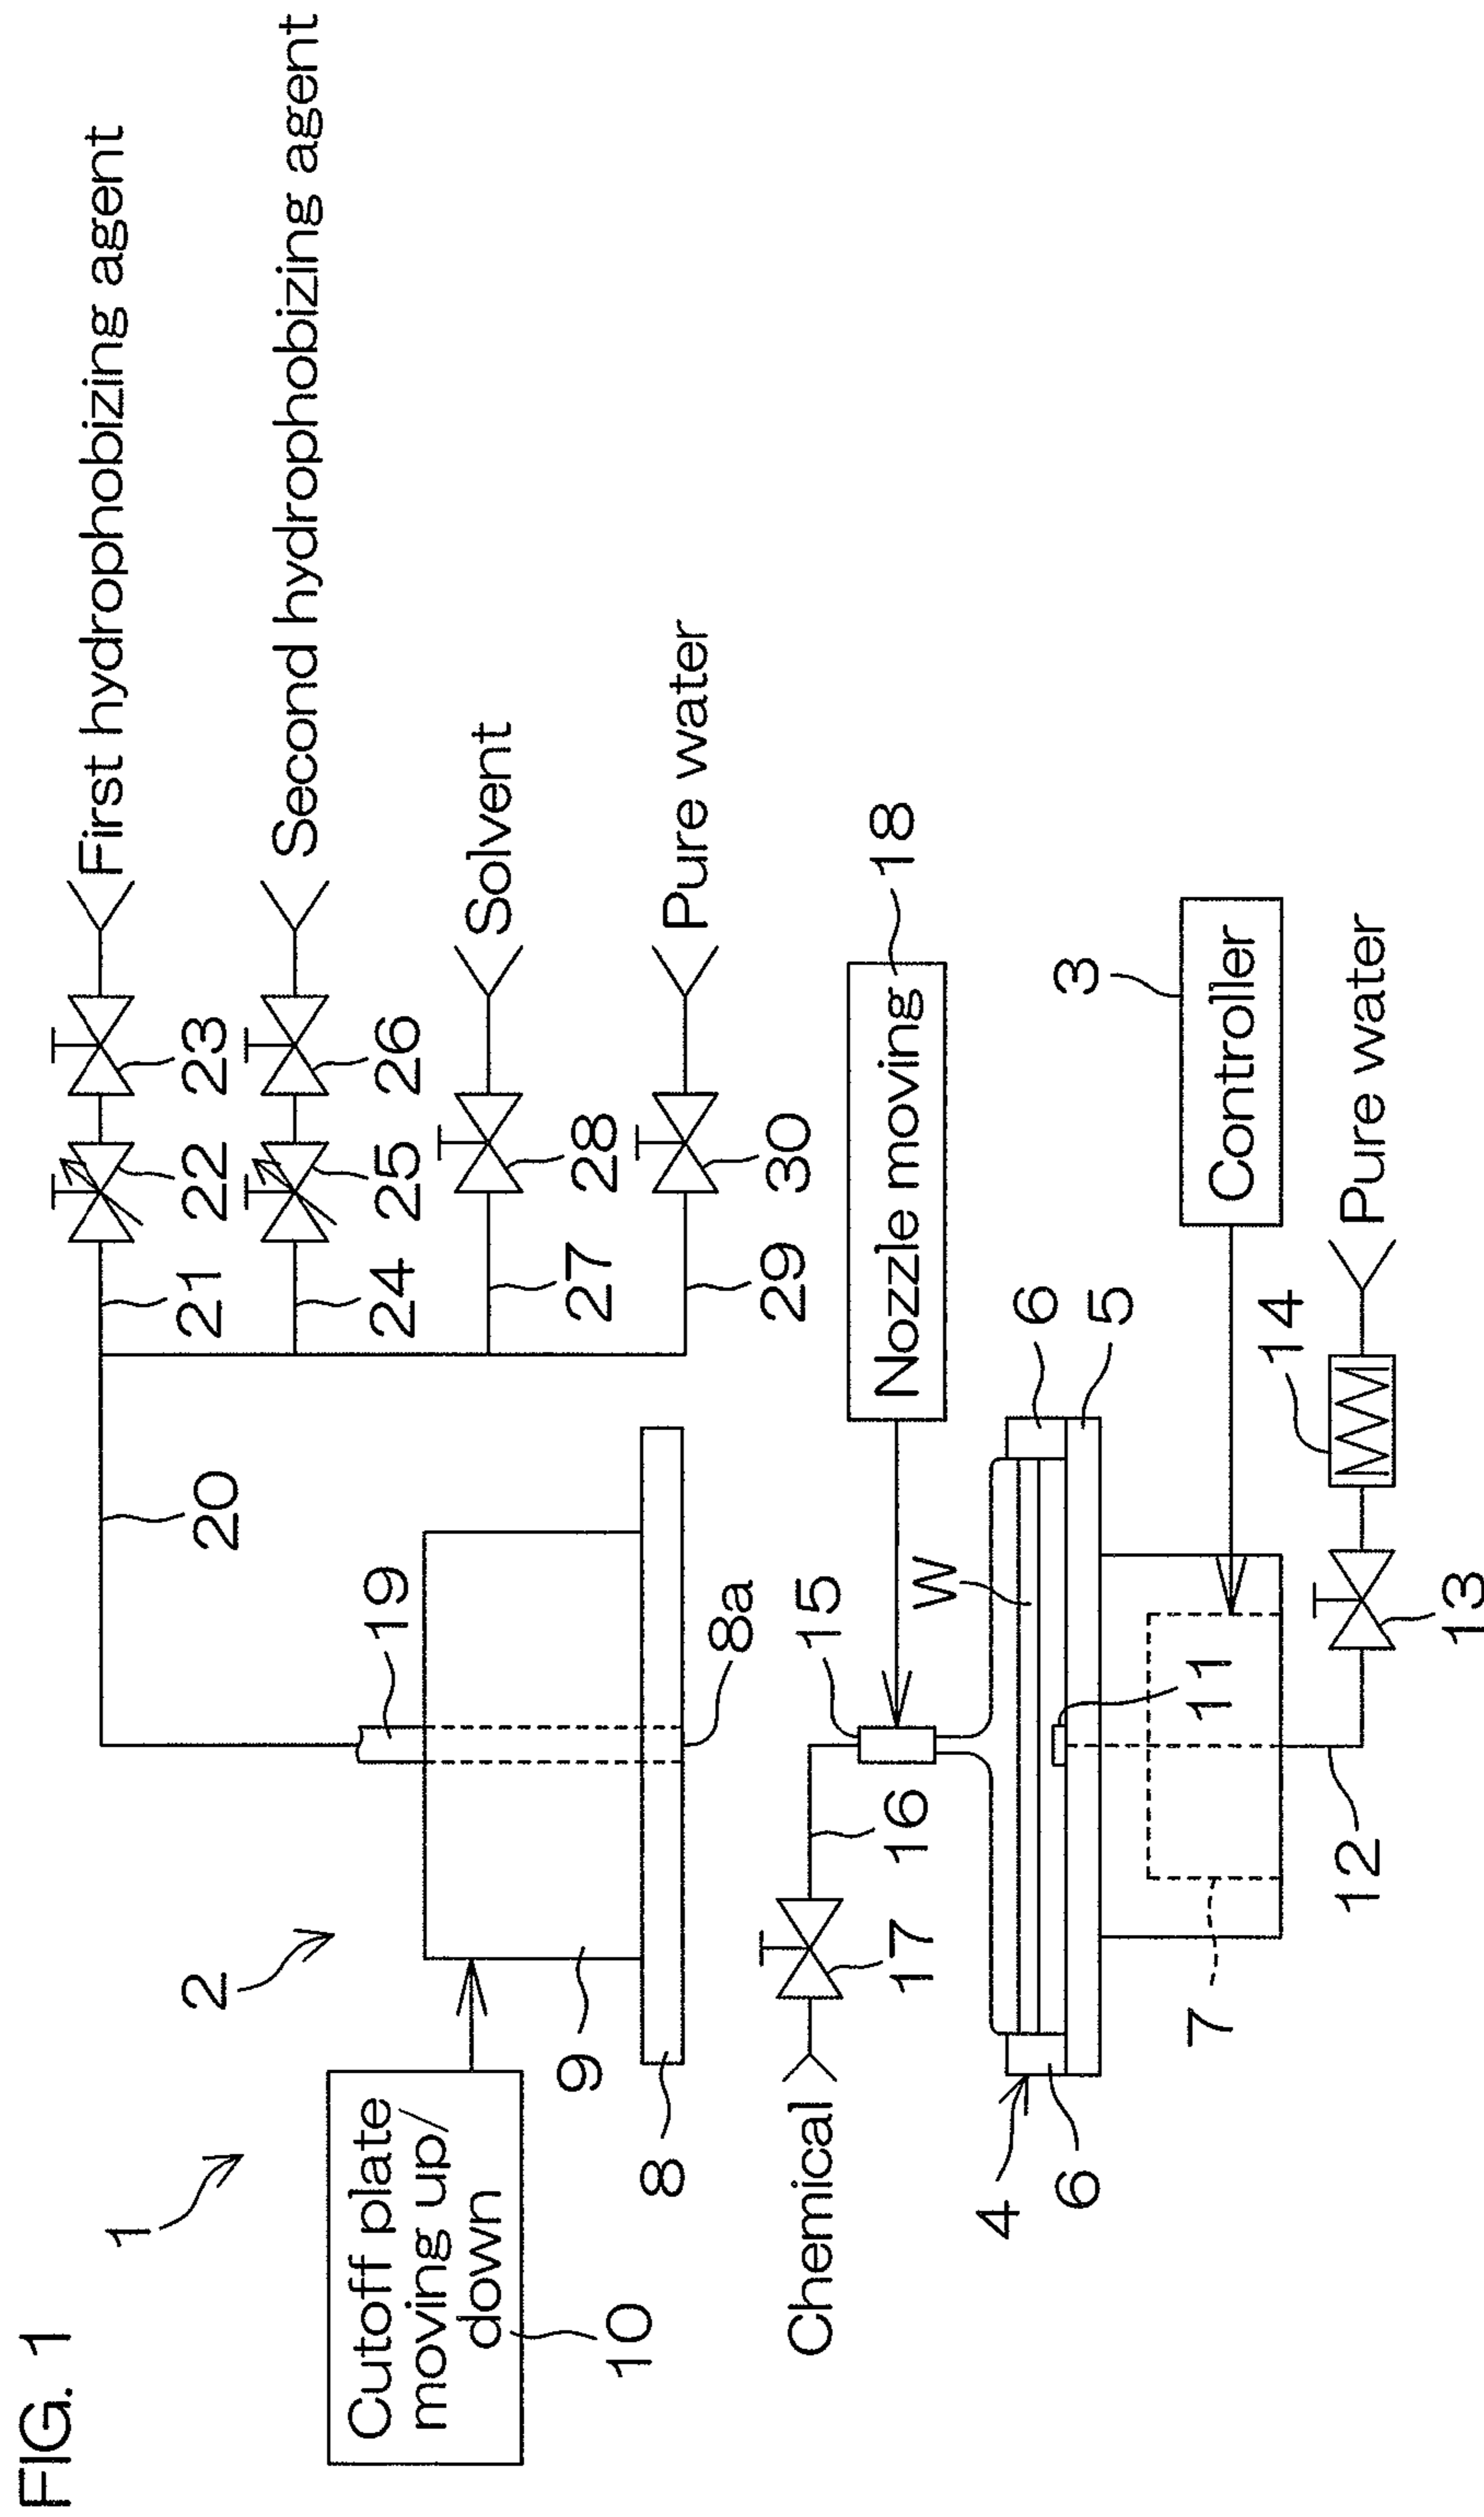 FIG. 1
1
2
First hydrophobizing agent
23
22
21
20
Second hydrophobizing agent
26
25
24
19
Solvent
28
27
Pure water
30
29
Cutoff plate
moving up/
down
10
9
8
8a
Nozzle moving
18
15
16
17
Chemical
W
4
6
6
5
Controller
3
11
7
12
13
14
Pure water